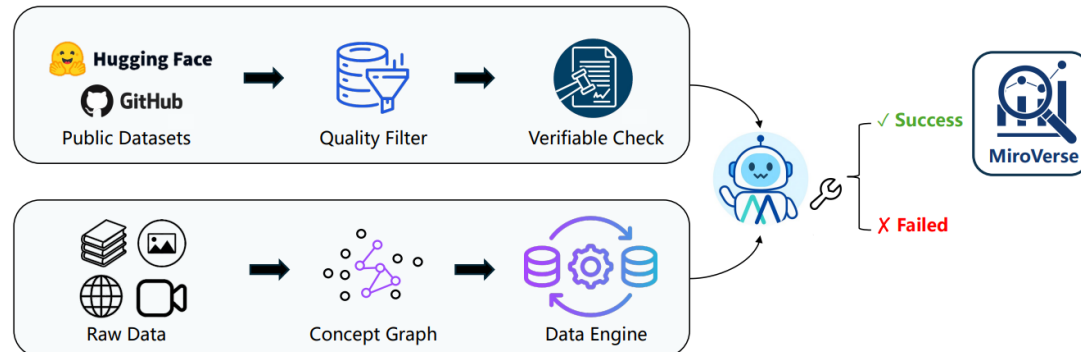 Hugging Face
GitHub
Public Datasets
Quality Filter
Verifiable Check
✓ Success
MiroVerse
✗ Failed
Raw Data
Concept Graph
Data Engine